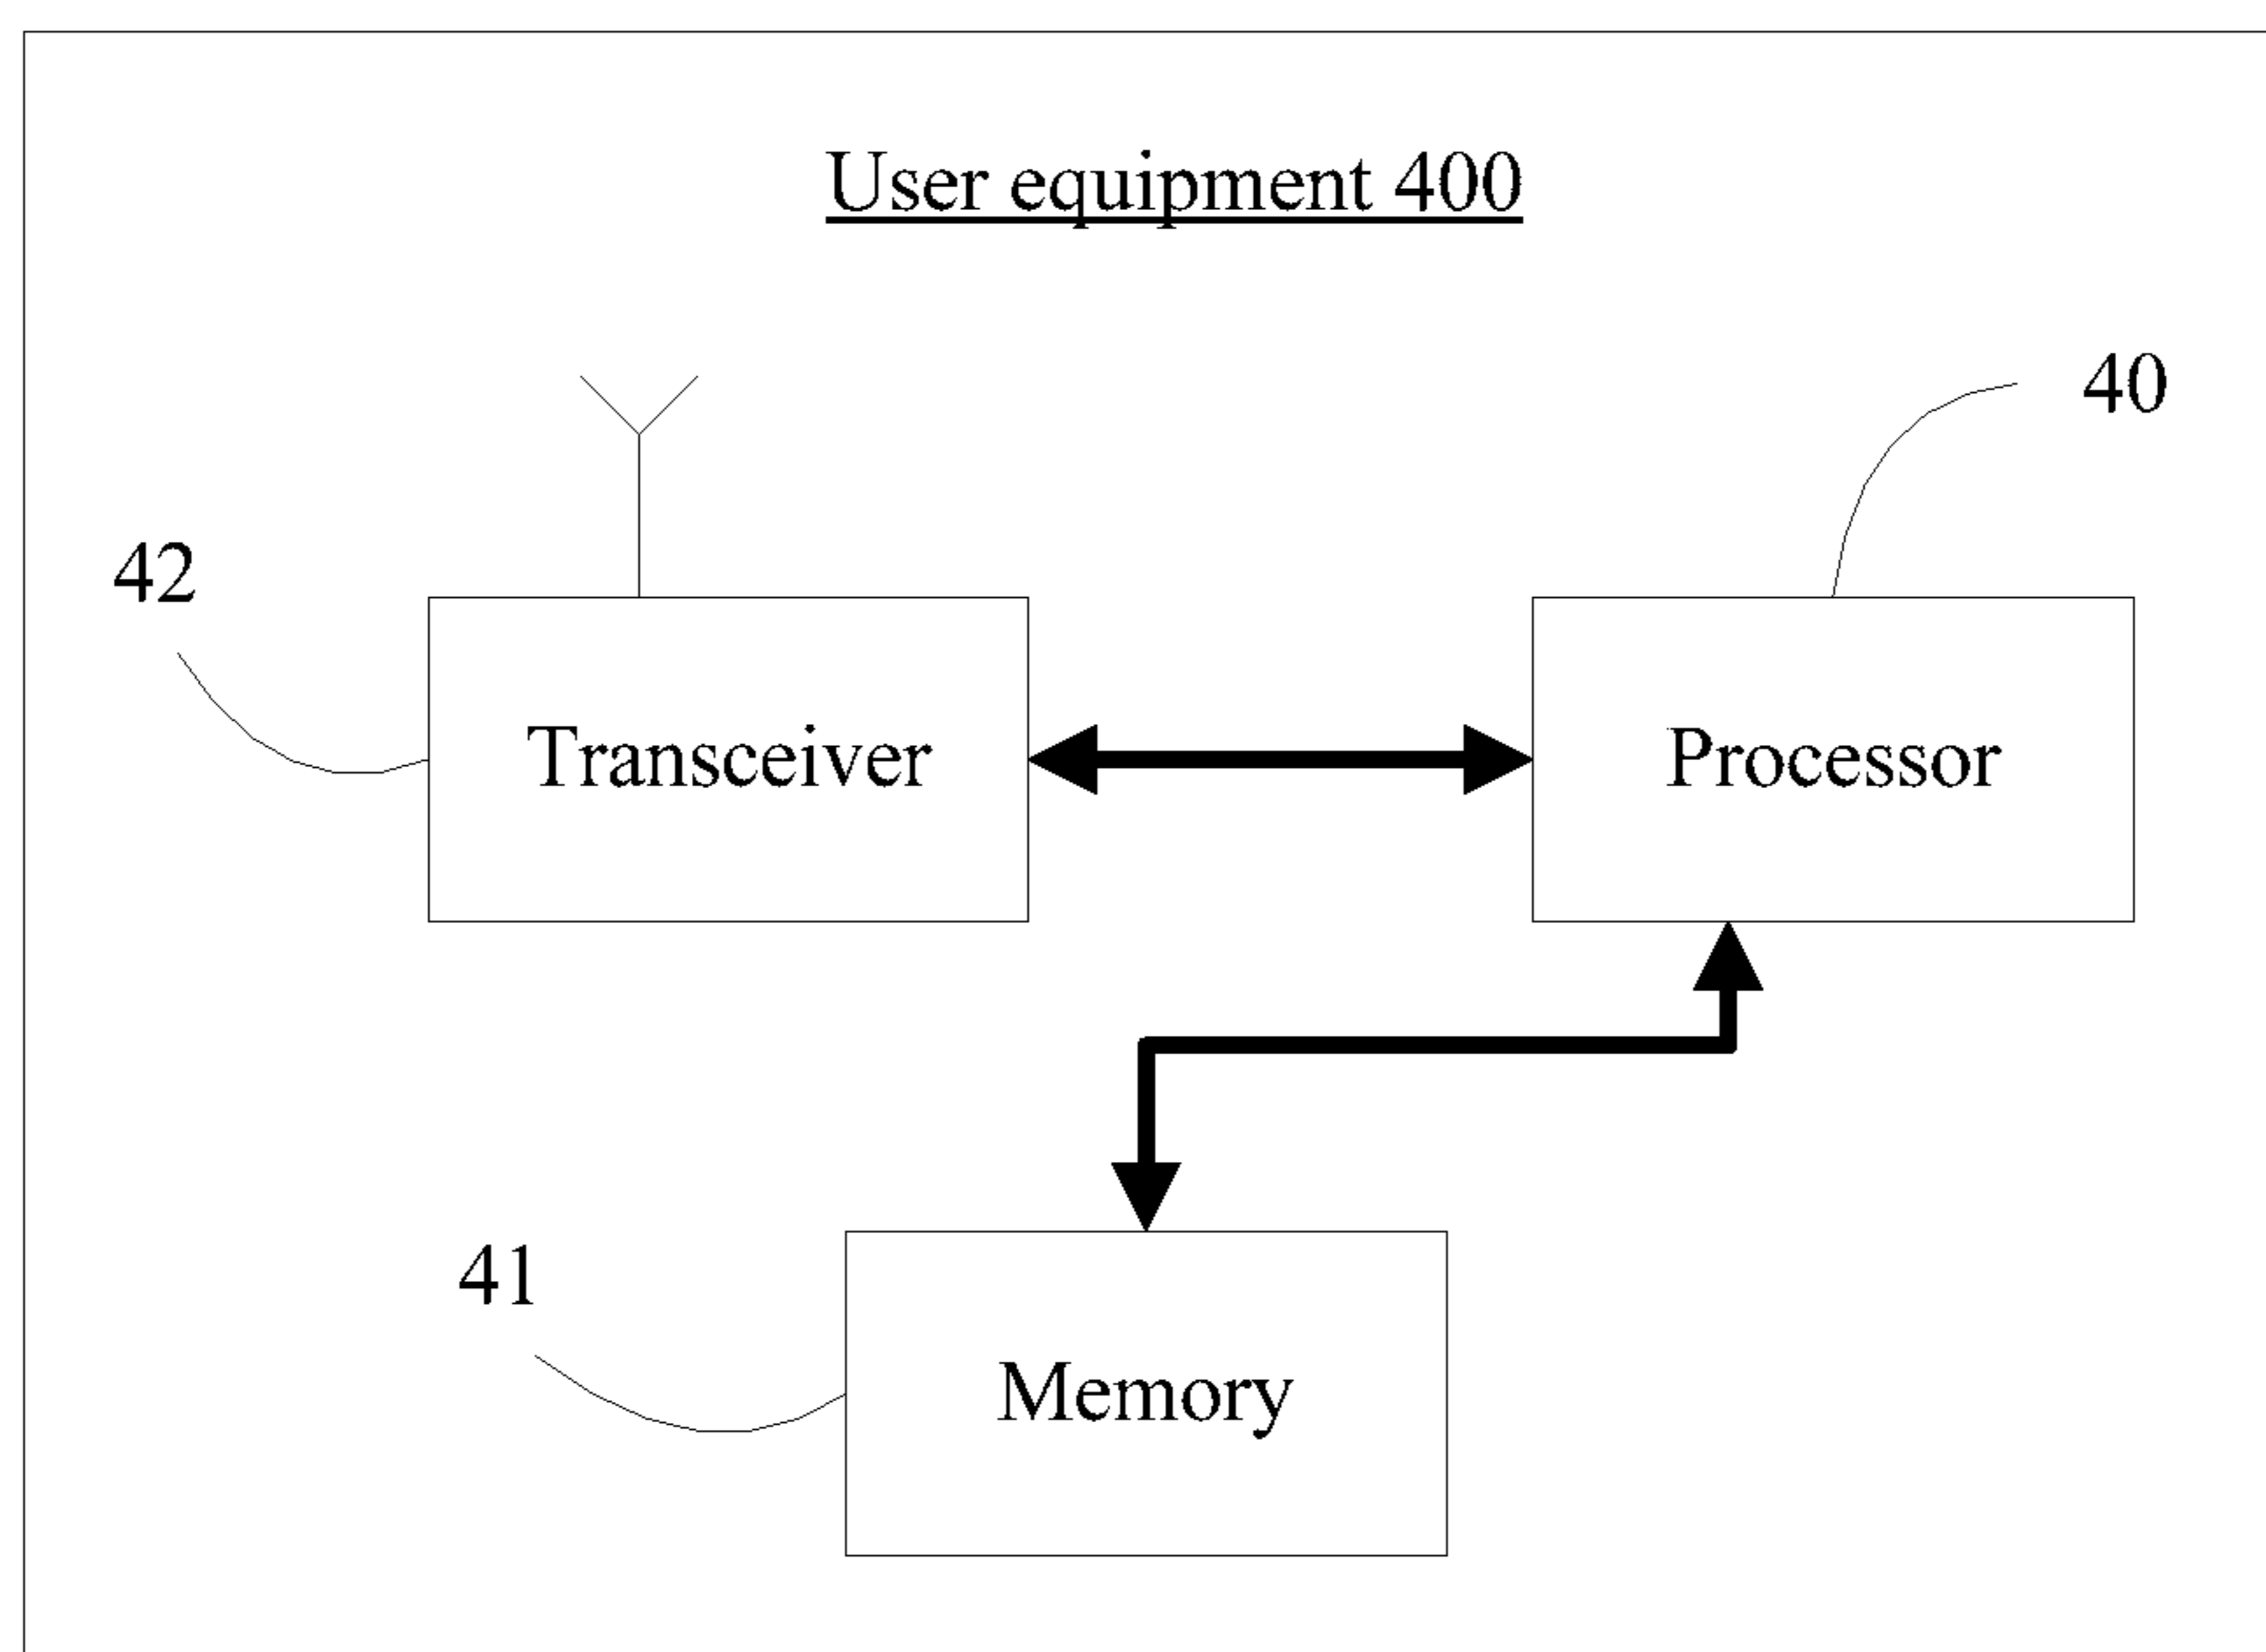 User equipment 400
40
42
Transceiver
Processor
41
Memory